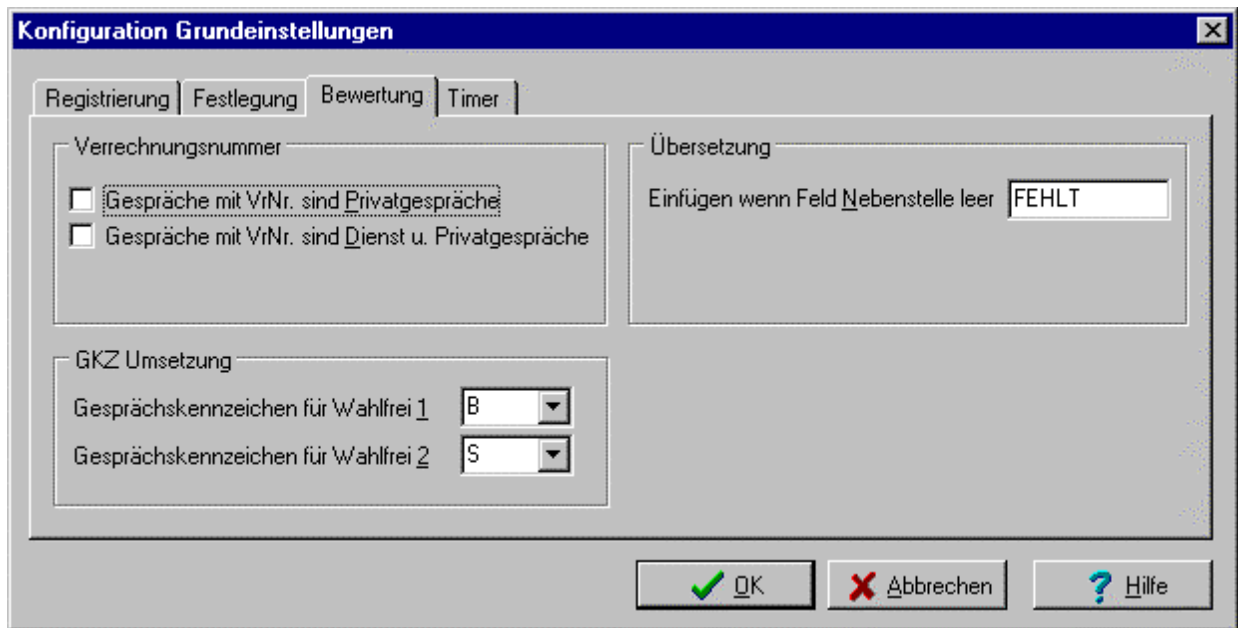 Konfiguration Grundeinstellungen
Registrierung Festlegung Bewertung Timer
Verrechnungsnummer
Gespräche mit VrNr. sind Privatgespräche
Gespräche mit VrNr. sind Dienst u. Privatgespräche
Übersetzung
Einfügen wenn Feld Nebenstelle leer FEHLT
GKZ Umsetzung
Gesprächskennzeichen für Wahlfrei 1 B
Gesprächskennzeichen für Wahlfrei 2 S
OK Abbrechen ? Hilfe